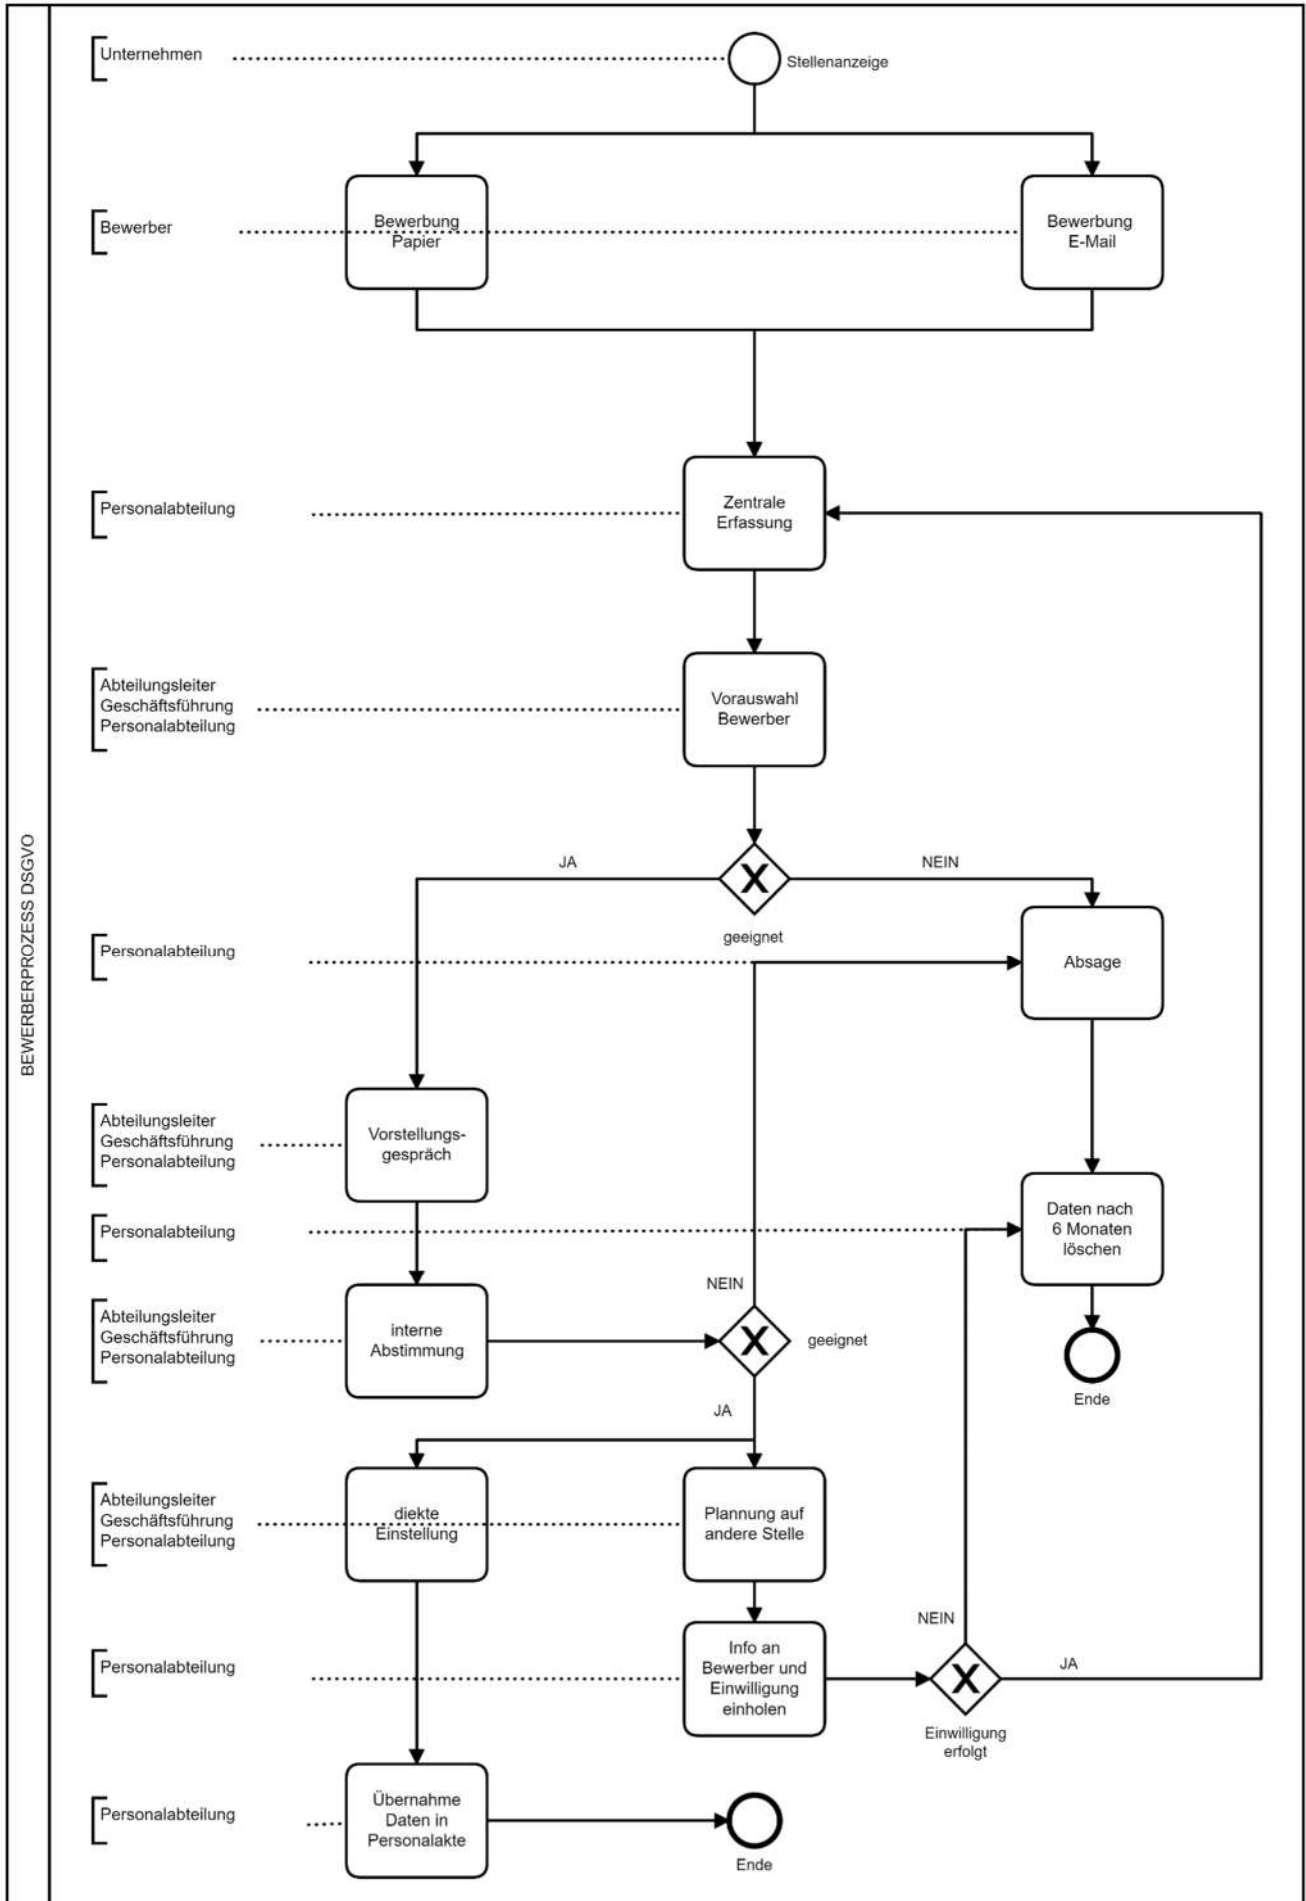 BEWERBERPROZESS DSGVO
Unternehmen
Stellenanzeige
Bewerber
Bewerbung
Papier
Bewerbung
E-Mail
Personalabteilung
Zentrale
Erfassung
Abteilungsleiter
Geschäftsführung
Personalabteilung
Vorauswahl
Bewerber
JA
X
NEIN
geeignet
Personalabteilung
Absage
Abteilungsleiter
Geschäftsführung
Personalabteilung
Vorstellungs-
gespräch
Personalabteilung
Daten nach
6 Monaten
löschen
NEIN
Abteilungsleiter
Geschäftsführung
Personalabteilung
interne
Abstimmung
X
geeignet
Ende
JA
Abteilungsleiter
Geschäftsführung
Personalabteilung
diekte
Einstellung
Plannung auf
andere Stelle
NEIN
Personalabteilung
Info an
Bewerber und
Einwilligung
einholen
X
JA
Einwilligung
erfolgt
Personalabteilung
Übernahme
Daten in
Personalakte
Ende